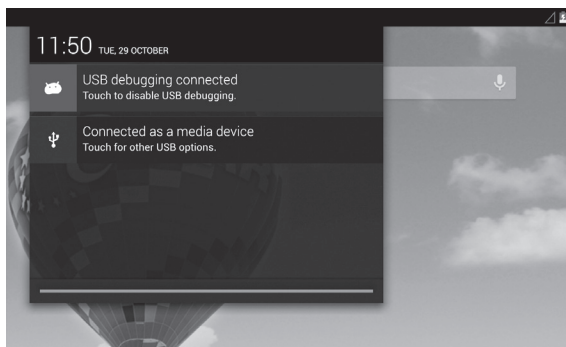 11:50 TUE, 29 OCTOBER
USB debugging connected
Touch to disable USB debugging.
Connected as a media device
Touch for other USB options.